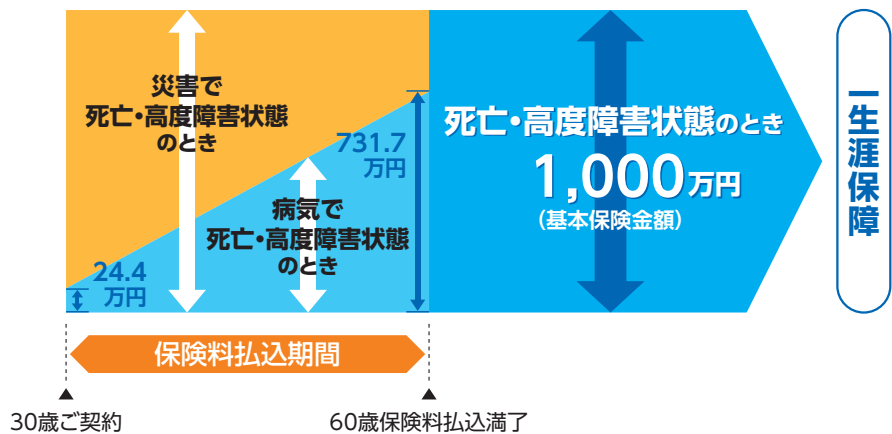 災害で
死亡・高度障害状態
のとき
731.7
万円
病気で
死亡・高度障害状態
のとき
24.4
万円
死亡・高度障害状態のとき
1,000万円
(基本保険金額)
一生涯保障
保険料払込期間
30歳ご契約
60歳保険料払込満了